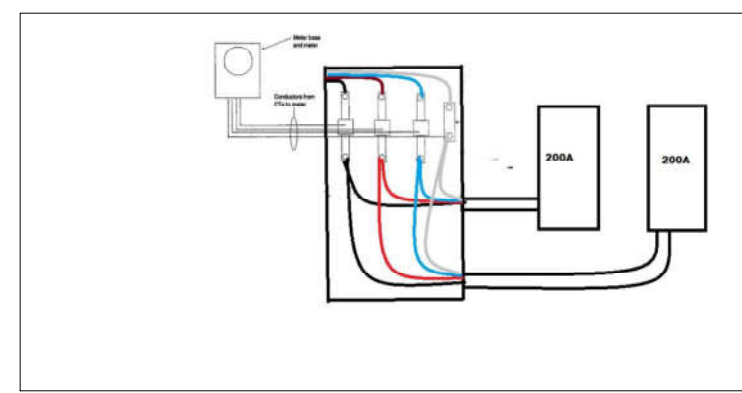 Meter base
and meter
Conductors from
CTs to meter
200A
200A